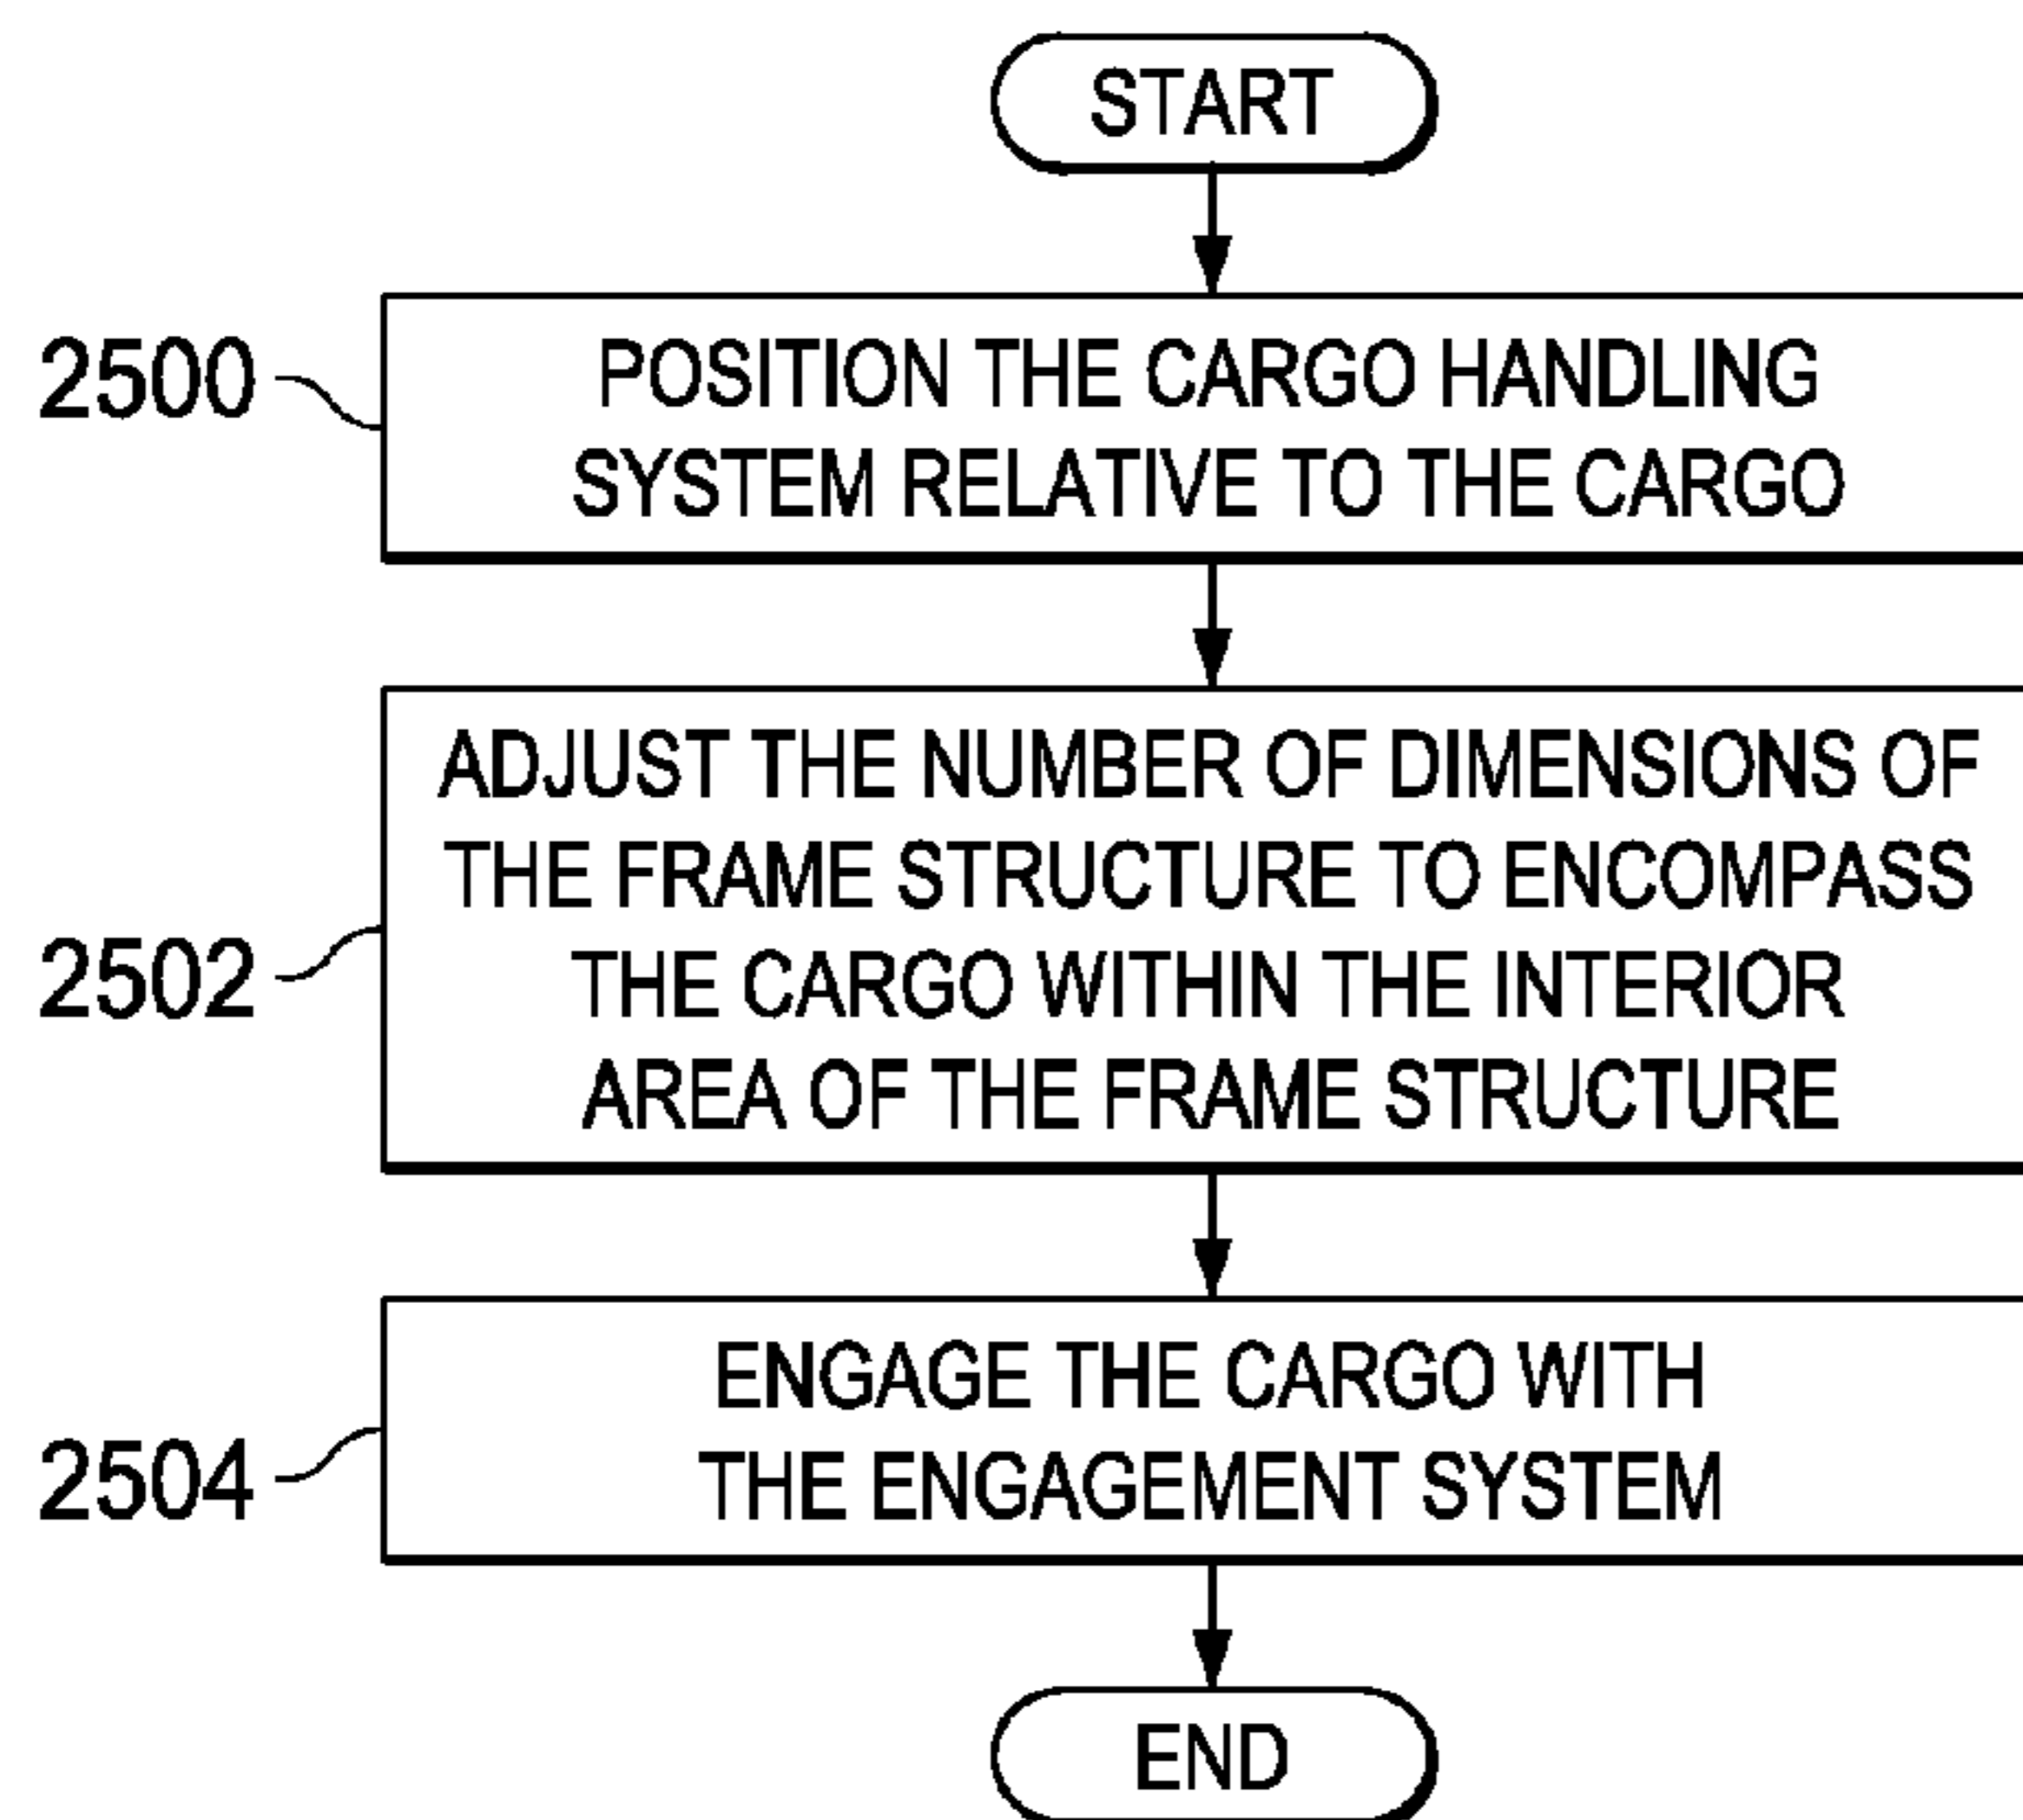 START
2500
POSITION THE CARGO HANDLING
SYSTEM RELATIVE TO THE CARGO
2502
ADJUST THE NUMBER OF DIMENSIONS OF
THE FRAME STRUCTURE TO ENCOMPASS
THE CARGO WITHIN THE INTERIOR
AREA OF THE FRAME STRUCTURE
2504
ENGAGE THE CARGO WITH
THE ENGAGEMENT SYSTEM
END